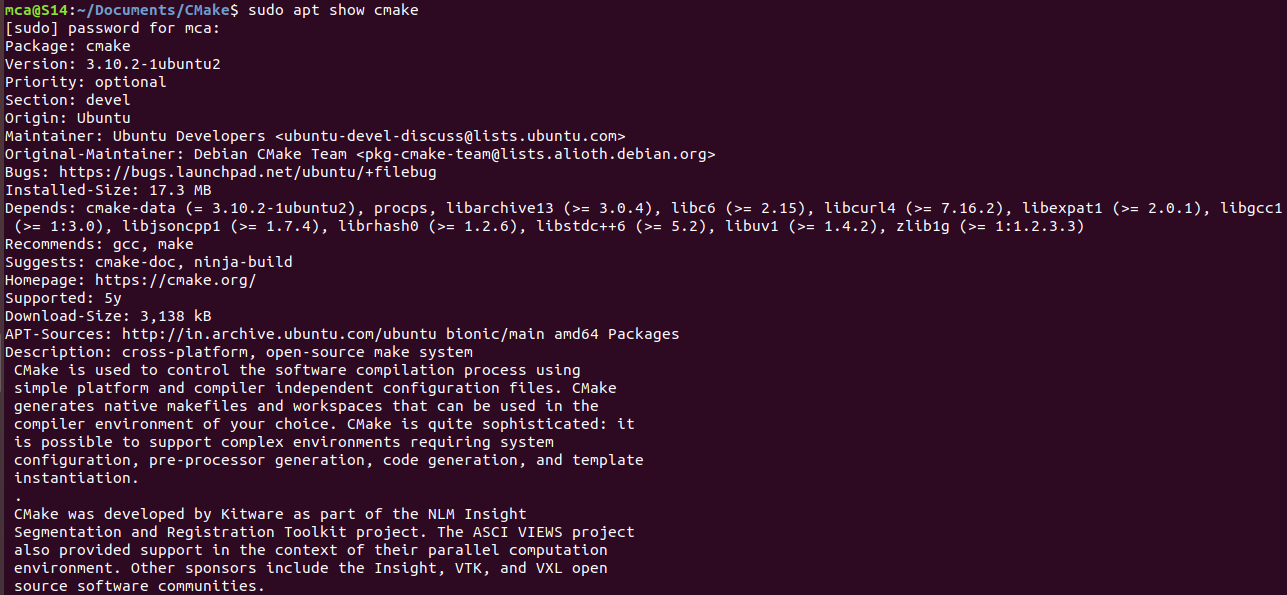 mca@S14:~/Documents/CMake$ sudo apt show cmake
[sudo] password for mca:
Package: cmake
Version: 3.10.2-1ubuntu2
Priority: optional
Section: devel
Origin: Ubuntu
Maintainer: Ubuntu Developers <ubuntu-devel-discuss@lists.ubuntu.com>
Original-Maintainer: Debian CMake Team <pkg-cmake-team@lists.alioth.debian.org>
Bugs: https://bugs.launchpad.net/ubuntu/+filebug
Installed-Size: 17.3 MB
Depends: cmake-data (= 3.10.2-1ubuntu2), procps, libarchive13 (>= 3.0.4), libc6 (>= 2.15), libcurl4 (>= 7.16.2), libexpat1 (>= 2.0.1), libgcc1
 (>= 1:3.0), libjsoncpp1 (>= 1.7.4), librhash0 (>= 1.2.6), libstdc++6 (>= 5.2), libuv1 (>= 1.4.2), zlib1g (>= 1:1.2.3.3)
Recommends: gcc, make
Suggests: cmake-doc, ninja-build
Homepage: https://cmake.org/
Supported: 5y
Download-Size: 3,138 kB
APT-Sources: http://in.archive.ubuntu.com/ubuntu bionic/main amd64 Packages
Description: cross-platform, open-source make system
 CMake is used to control the software compilation process using
 simple platform and compiler independent configuration files. CMake
 generates native makefiles and workspaces that can be used in the
 compiler environment of your choice. CMake is quite sophisticated: it
 is possible to support complex environments requiring system
 configuration, pre-processor generation, code generation, and template
 instantiation.
 .
 CMake was developed by Kitware as part of the NLM Insight
 Segmentation and Registration Toolkit project. The ASCI VIEWS project
 also provided support in the context of their parallel computation
 environment. Other sponsors include the Insight, VTK, and VXL open
 source software communities.